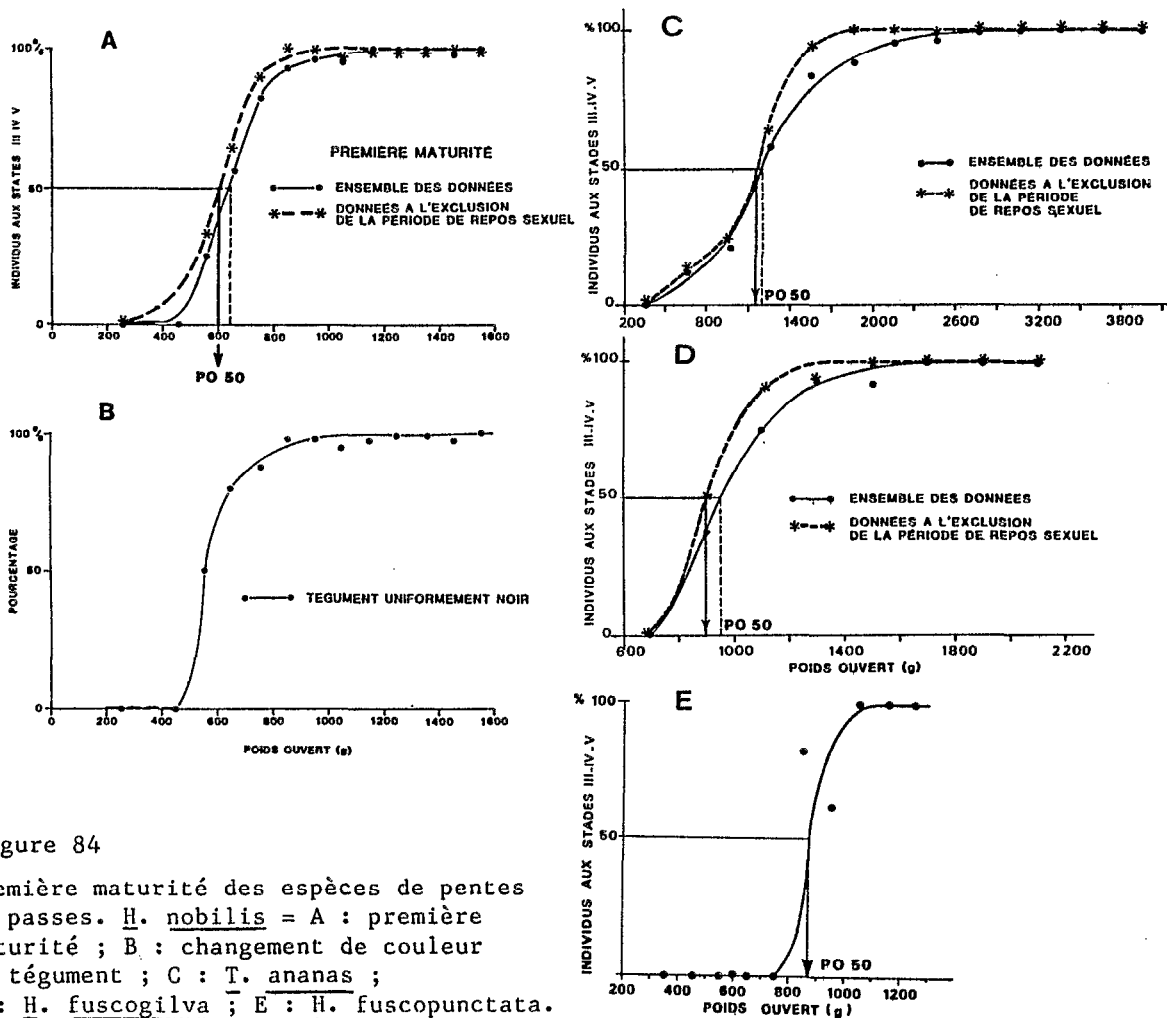 A
100%
50
0
INDIVIDUS AUX STATES III IV V
PREMIERE MATURITÉ
ENSEMBLE DES DONNÉES
DONNÉES A L'EXCLUSION
DE LA PÉRIODE DE REPOS SEXUEL
0 200 400 600 800 1000 1200 1400 1600
PO 50
B
100%
50
0
POURCENTAGE
TEGUMENT UNIFORMEMENT NOIR
0 200 400 600 800 1000 1200 1400 1600
POIDS OUVERT (g)
C
%100
50
0
INDIVIDUS AUX STADES III.IV.V
ENSEMBLE DES DONNÉES
DONNÉES A L'EXCLUSION
DE LA PÉRIODE
DE REPOS SEXUEL
PO 50
200 800 1400 2000 2600 3200 3800
D
%100
50
0
INDIVIDUS AUX STADES III.IV.V
ENSEMBLE DES DONNÉES
DONNÉES A L'EXCLUSION
DE LA PÉRIODE DE REPOS SEXUEL
PO 50
600 1000 1400 1800 2200
POIDS OUVERT (g)
E
% 100
50
0
INDIVIDUS AUX STADES III-IV.V
PO 50
200 400 600 800 1000 1200
POIDS OUVERT (g)
gure 84
emière maturité des espèces de pentes
passes. H. nobilis = A : première
turité ; B : changement de couleur
tégument ; C : T. ananas ;
: H. fuscogilva ; E : H. fuscopunctata.